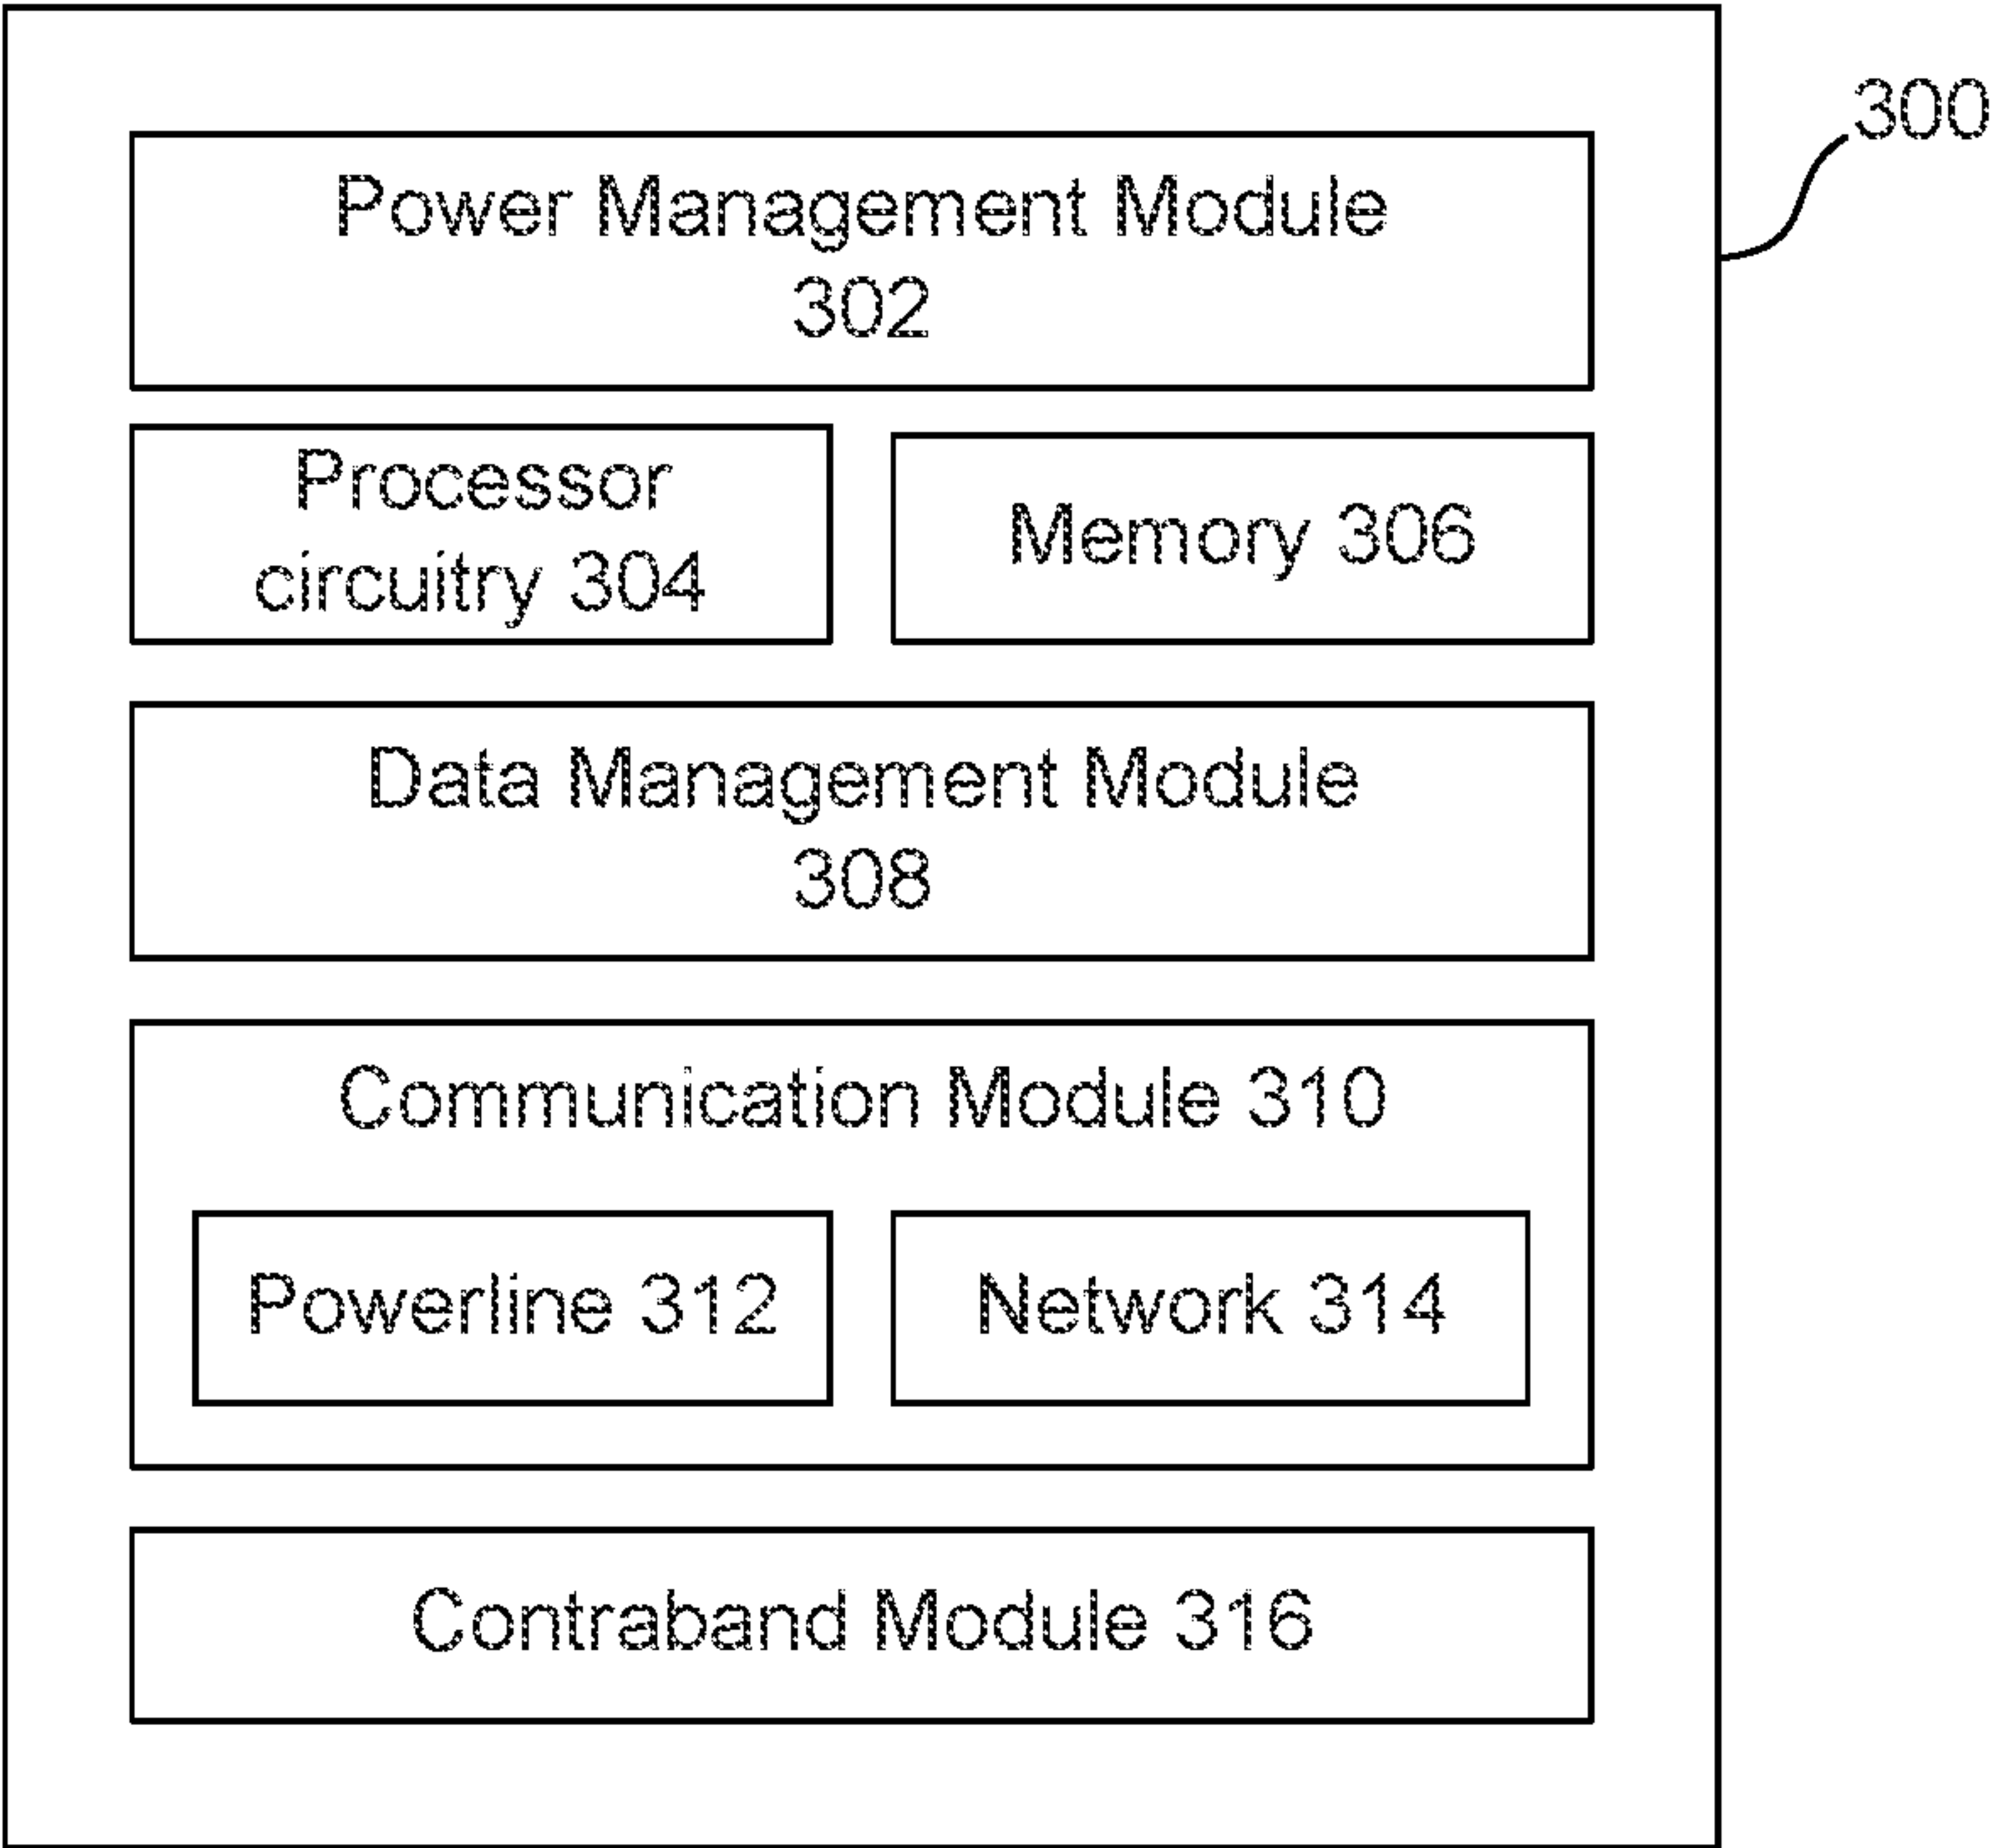 300
Power Management Module
302
Processor
circuitry 304
Memory 306
Data Management Module
308
Communication Module 310
Powerline 312
Network 314
Contraband Module 316